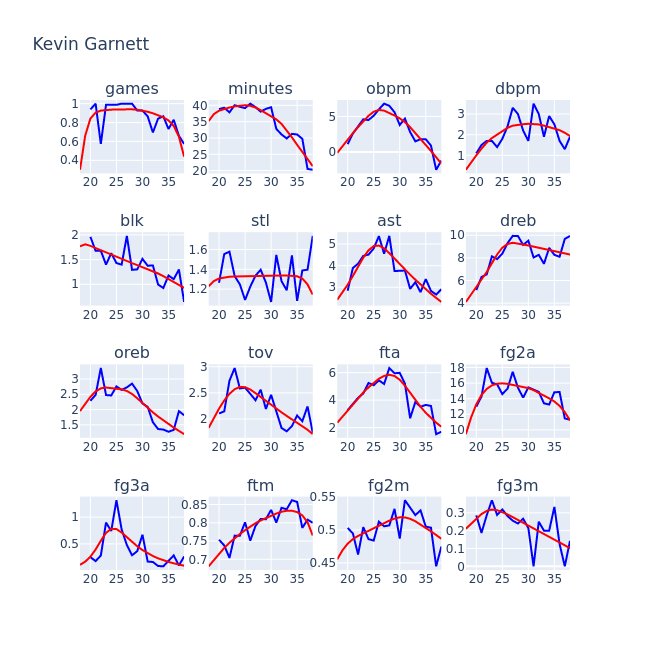 Kevin Garnett
games minutes obpm dbpm
1 0.8 0.6 0.4 40 35 30 25 20 5 0 3 2 1
20 25 30 35 20 25 30 35 20 25 30 35 20 25 30 35
blk stl ast dreb
2 1.5 1 1.6 1.4 1.2 5 4 3 10 8 6 4
20 25 30 35 20 25 30 35 20 25 30 35 20 25 30 35
oreb tov fta fg2a
3 2.5 2 1.5 3 2.5 2 6 4 2 18 16 14 12 10
20 25 30 35 20 25 30 35 20 25 30 35 20 25 30 35
fg3a ftm fg2m fg3m
1 0.5 0.85 0.8 0.75 0.7 0.55 0.5 0.45 0.3 0.2 0.1 0
20 25 30 35 20 25 30 35 20 25 30 35 20 25 30 35